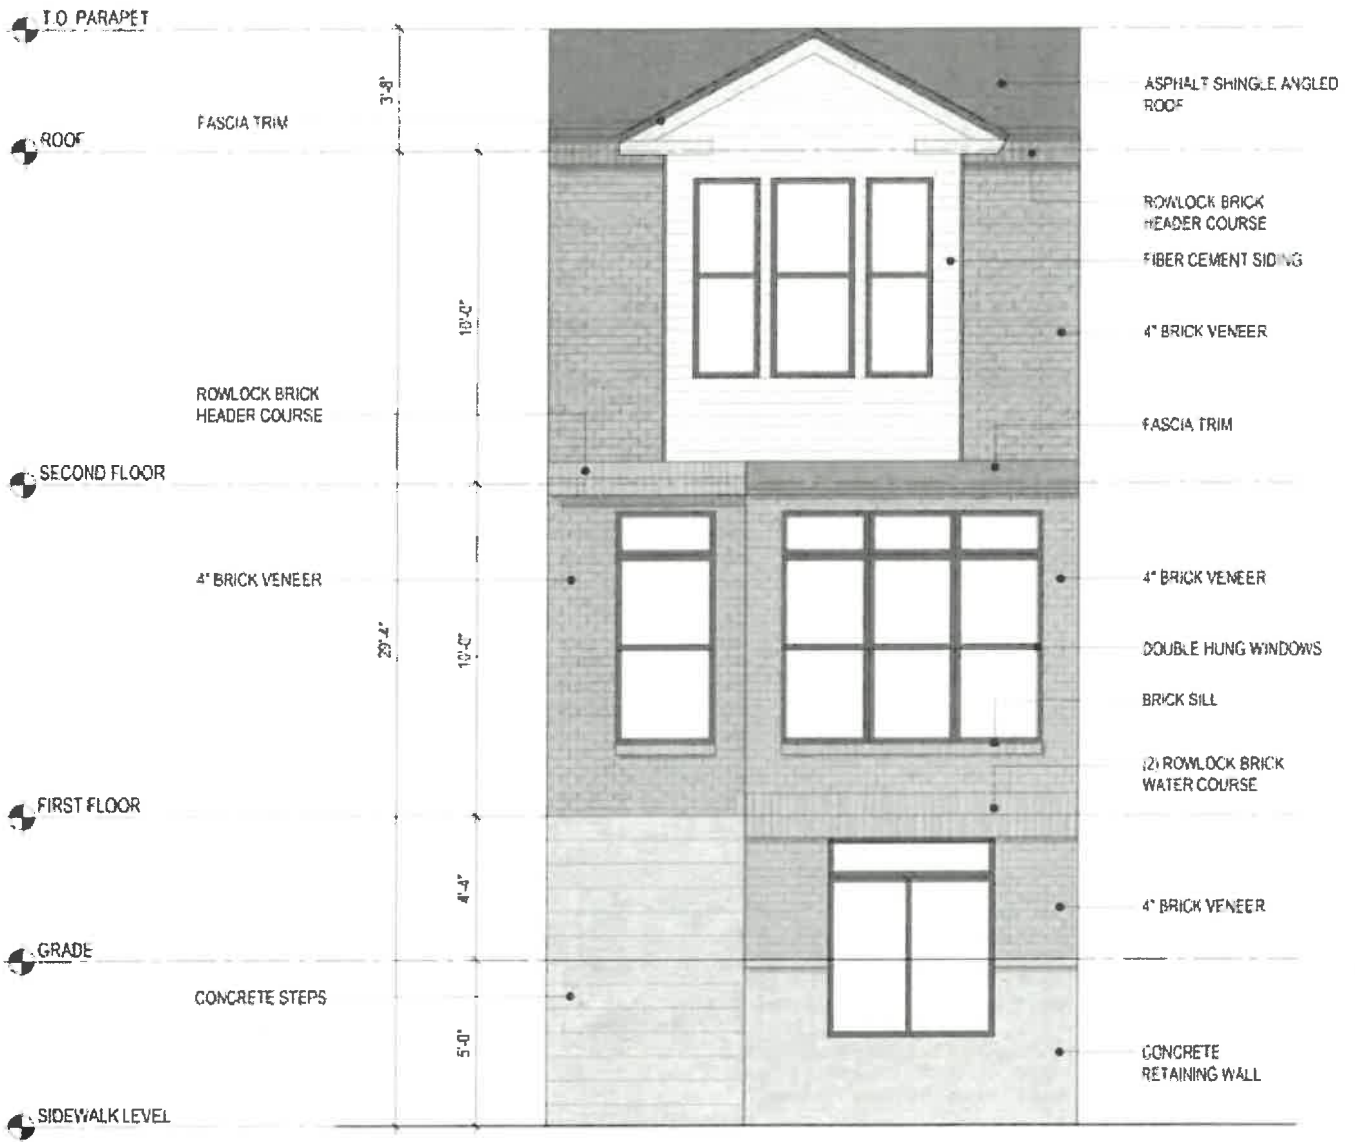 T.O. PARAPET
3'-8"
ASPHALT SHINGLE ANGLED
ROOF
FASCIA TRIM
ROOF
ROWLOCK BRICK
HEADER COURSE
FIBER CEMENT SIDING
10'-0"
4" BRICK VENEER
ROWLOCK BRICK
HEADER COURSE
FASCIA TRIM
SECOND FLOOR
4" BRICK VENEER
4" BRICK VENEER
29'-4"
10'-0"
DOUBLE HUNG WINDOWS
BRICK SILL
(2) ROWLOCK BRICK
WATER COURSE
FIRST FLOOR
4'-4"
4" BRICK VENEER
GRADE
CONCRETE STEPS
5'-0"
CONCRETE
RETAINING WALL
SIDEWALK LEVEL